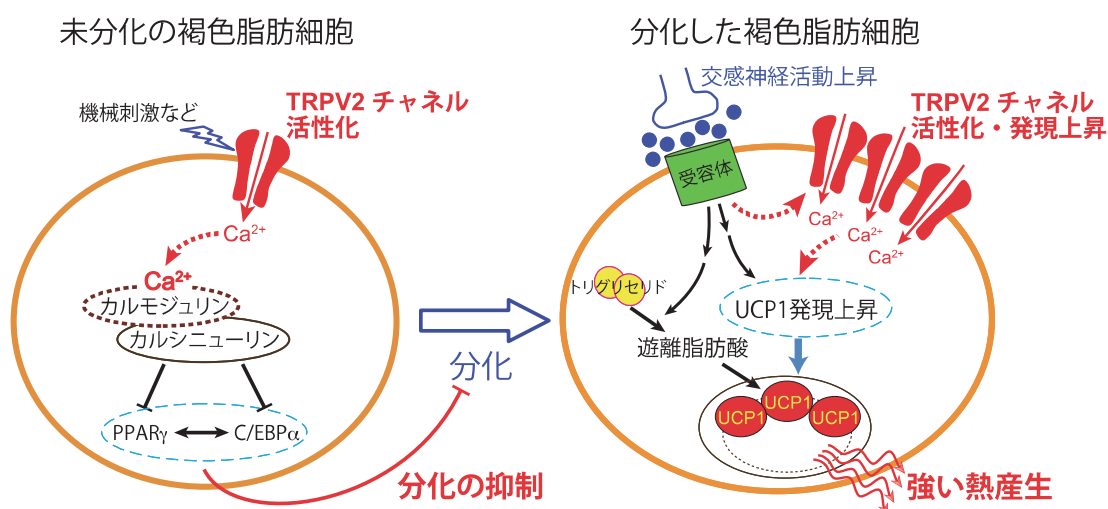 未分化の褐色脂肪細胞
機械刺激など
TRPV2 チャネル
活性化
Ca2+
Ca2+
カルモジュリン
カルシニューリン
PPARγ
C/EBPα
分化
分化の抑制
分化した褐色脂肪細胞
交感神経活動上昇
TRPV2 チャネル
活性化・発現上昇
受容体
Ca2+
Ca2+
Ca2+
トリグリセリド
UCP1発現上昇
遊離脂肪酸
UCP1
UCP1
UCP1
強い熱産生